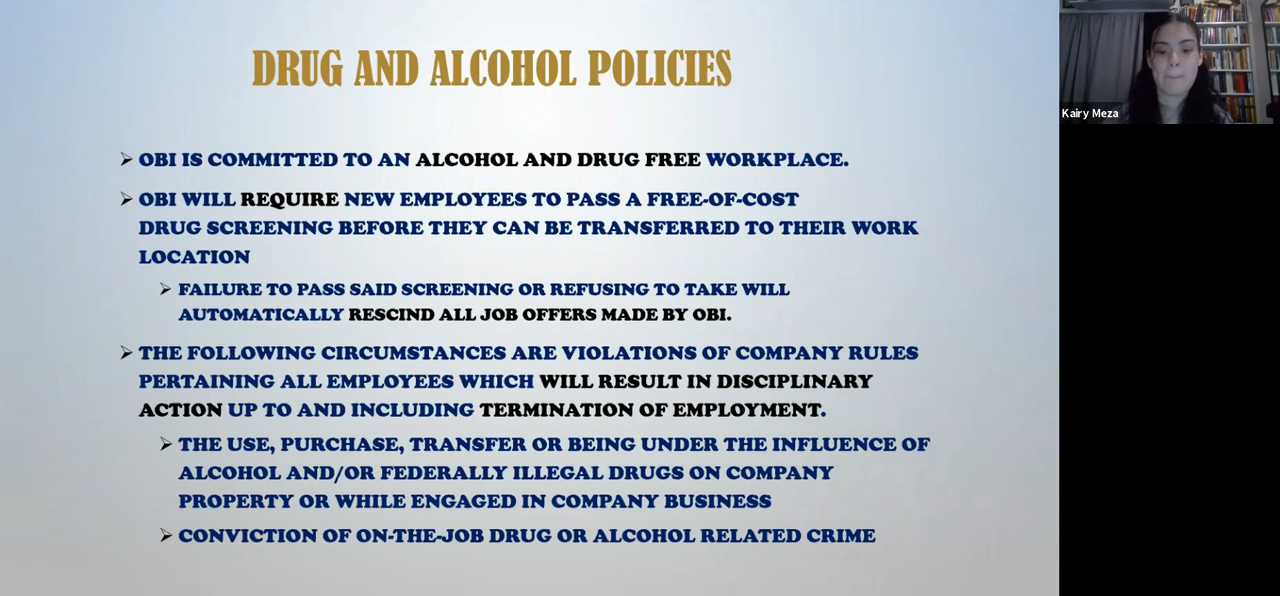 DRUG AND ALCOHOL POLICIES
OBI IS COMMITTED TO AN ALCOHOL AND DRUG FREE WORKPLACE.
OBI WILL REQUIRE NEW EMPLOYEES TO PASS A FREE-OF-COST
DRUG SCREENING BEFORE THEY CAN BE TRANSFERRED TO THEIR WORK
LOCATION
FAILURE TO PASS SAID SCREENING OR REFUSING TO TAKE WILL
AUTOMATICALLY RESCIND ALL JOB OFFERS MADE BY OBI.
THE FOLLOWING CIRCUMSTANCES ARE VIOLATIONS OF COMPANY RULES
PERTAINING ALL EMPLOYEES WHICH WILL RESULT IN DISCIPLINARY
ACTION UP TO AND INCLUDING TERMINATION OF EMPLOYMENT.
THE USE, PURCHASE, TRANSFER OR BEING UNDER THE INFLUENCE OF
ALCOHOL AND/OR FEDERALLY ILLEGAL DRUGS ON COMPANY
PROPERTY OR WHILE ENGAGED IN COMPANY BUSINESS
CONVICTION OF ON-THE-JOB DRUG OR ALCOHOL RELATED CRIME
Kairy Meza